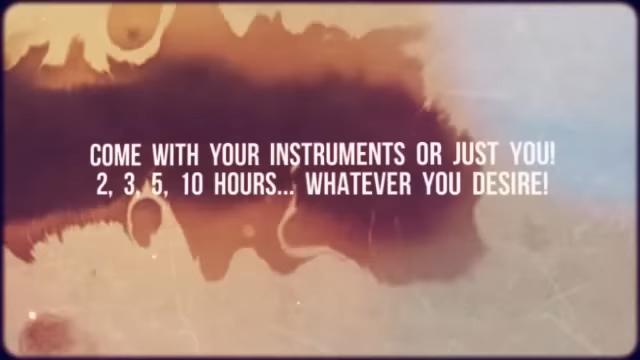 COME WITH YOUR INSTRUMENTS OR JUST YOU!
2, 3, 5, 10 HOURS... WHATEVER YOU DESIRE!